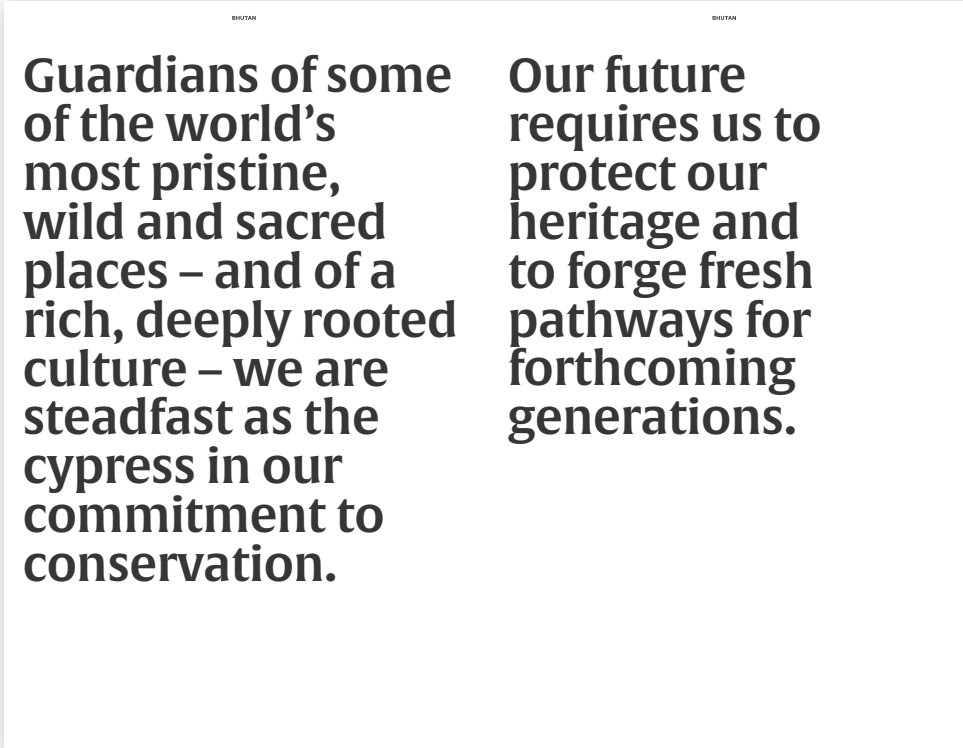 BHUTAN
Guardians of some
of the world’s
most pristine,
wild and sacred
places – and of a
rich, deeply rooted
culture – we are
steadfast as the
cypress in our
commitment to
conservation.
BHUTAN
Our future
requires us to
protect our
heritage and
to forge fresh
pathways for
forthcoming
generations.